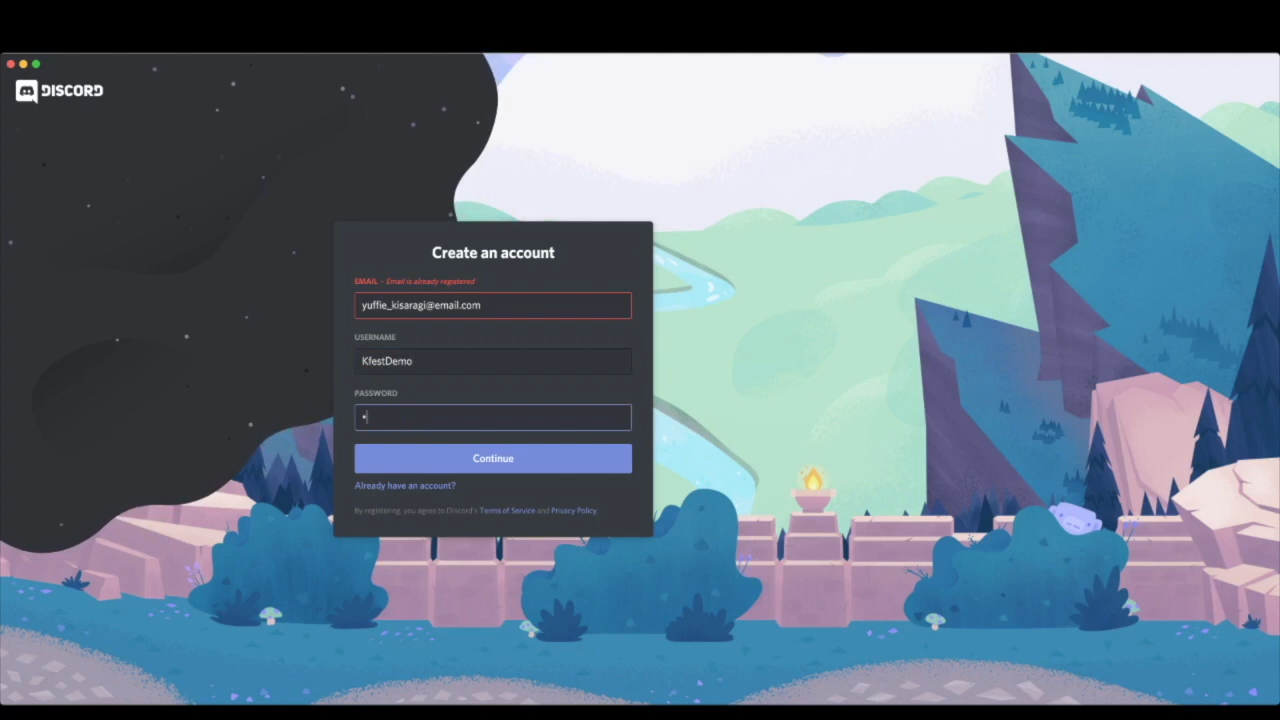 DISCORD
Create an account
EMAIL - Email is already registered
yuffie_kisaragi@email.com
USERNAME
KfestDemo
PASSWORD
Continue
Already have an account?
By registering, you agree to Discord's Terms of Service and Privacy Policy.